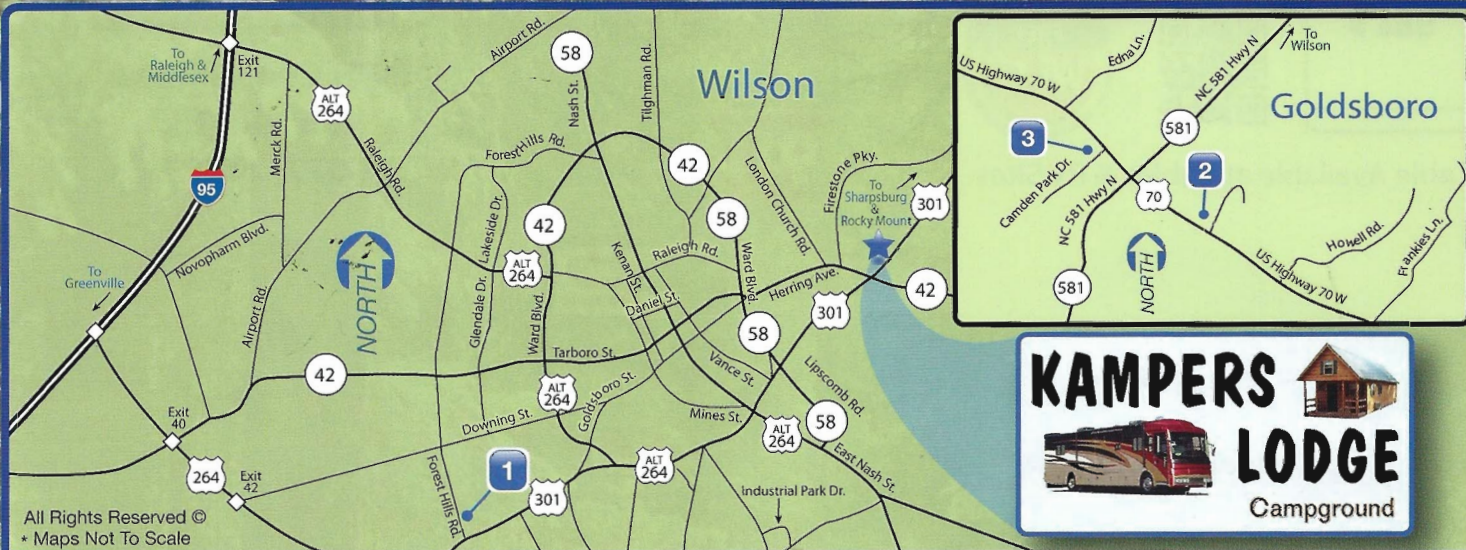 Wilson
To
Raleigh &
Middlesex
Exit
121
ALT
264
Airport Rd.
58
Nash St.
Tilghman Rd.
Merck Rd.
Raleigh Rd.
Forest Hills Rd.
42
London Church Rd.
Firestone Pky.
To
Sharpsburg
&
Rocky Mount
301
95
Novopharm Blvd.
Lakeside Dr.
42
58
Kenan St.
Raleigh Rd.
Ward Blvd.
To
Greenville
NORTH
ALT
264
Daniel St.
Herring Ave.
42
Airport Rd.
Glendale Dr.
Ward Blvd.
301
58
42
Tarboro St.
Vance St.
Lipscomb Rd.
ALT
264
Goldsboro St.
Mines St.
Exit
40
Downing St.
ALT
264
58
East Nash St.
264
Exit
42
Forest Hills Rd.
1
301
ALT
264
Industrial Park Dr.
All Rights Reserved ©
* Maps Not To Scale
Goldsboro
US Highway 70 W
Edna Ln.
NC 581 Hwy N
To
Wilson
581
3
Camden Park Dr.
2
NC 581 Hwy N
70
581
NORTH
US Highway 70 W
Howell Rd.
Frankies Ln.
KAMPERS
LODGE
Campground